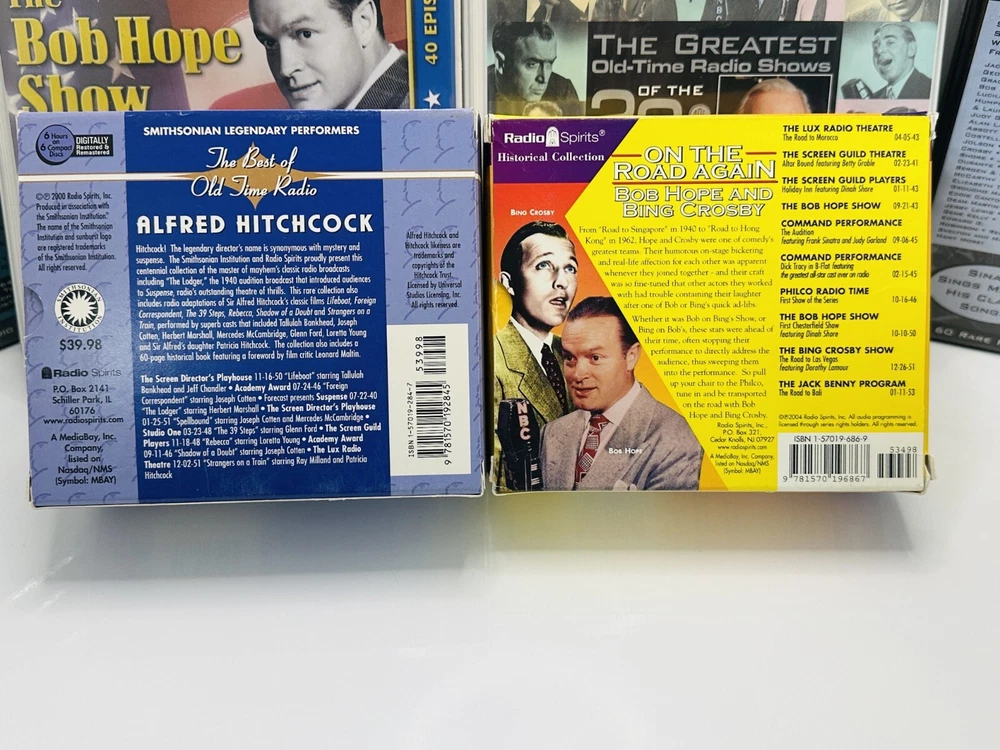 The
Bob Hope
Show
40 EPIS
THE GREATEST
Old-Time Radio Shows
OF THE
6 Hours
on 6 Compact
Discs
DIGITALLY
Restored &
Remastered
SMITHSONIAN LEGENDARY PERFORMERS
The Best of
Old Time Radio
ALFRED HITCHCOCK
©℗ 2000 Radio Spirits, Inc.
Produced in association with
the Smithsonian Institution.
The name of the Smithsonian
Institution and sunburst logo
are registered trademarks
of the Smithsonian Institution.
All rights reserved.
SMITHSONIAN
INSTITUTION
$39.98
Radio Spirits
P.O. Box 2141
Schiller Park, IL
60176
www.radiospirits.com
A MediaBay, Inc.
Company,
listed on
Nasdaq/NMS
(Symbol: MBAY)
Hitchcock! The legendary director's name is synonymous with mystery and
suspense. The Smithsonian Institution and Radio Spirits proudly present this
centennial collection of the master of mayhem's classic radio broadcasts
including "The Lodger," the 1940 audition broadcast that introduced audiences
to Suspense, radio's outstanding theatre of thrills. This rare collection also
includes radio adaptations of Sir Alfred Hitchcock's classic films Lifeboat, Foreign
Correspondent, The 39 Steps, Rebecca, Shadow of a Doubt and Strangers on a
Train, performed by superb casts that included Tallulah Bankhead, Joseph
Cotten, Herbert Marshall, Mercedes McCambridge, Glenn Ford, Loretta Young
and Sir Alfred's daughter Patricia Hitchcock. The collection also includes a
60-page historical book featuring a foreword by film critic Leonard Maltin.
The Screen Director's Playhouse 11-16-50 "Lifeboat" starring Tallulah
Bankhead and Jeff Chandler • Academy Award 07-24-46 "Foreign
Correspondent" starring Joseph Cotten • Forecast presents Suspense 07-22-40
"The Lodger" starring Herbert Marshall • The Screen Director's Playhouse
01-25-51 "Spellbound" starring Joseph Cotten and Mercedes McCambridge •
Studio One 03-23-48 "The 39 Steps" starring Glenn Ford • The Screen Guild
Players 11-18-48 "Rebecca" starring Loretta Young • Academy Award
09-11-46 "Shadow of a Doubt" starring Joseph Cotten • The Lux Radio
Theatre 12-02-51 "Strangers on a Train" starring Ray Milland and Patricia
Hitchcock
Alfred Hitchcock and
Hitchcock likeness are
trademarks and
copyrights of the
Hitchcock Trust.
Licensed by Universal
Studios Licensing, Inc.
All rights reserved.
ISBN 1-57019-284-7
9 781570 192845
53998
Radio Spirits®
Historical Collection
ON THE
ROAD AGAIN
BOB HOPE AND
BING CROSBY
BING CROSBY
From "Road to Singapore" in 1940 to "Road to Hong
Kong" in 1962, Hope and Crosby were one of comedy's
greatest teams. Their humorous on-stage bickering
and real-life affection for each other was apparent
whenever they joined together - and their craft
was so fine-tuned that other actors they worked
with had trouble containing their laughter
after one of Bob or Bing's quick ad-libs.
Whether it was Bob on Bing's Show, or
Bing on Bob's, these stars were ahead of
their time, often stopping their
performance to directly address the
audience, thus sweeping them
into the performance. So pull
up your chair to the Philco,
tune in and be transported
on the road with Bob
Hope and Bing Crosby.
Radio Spirits, Inc.,
P.O. Box 321,
Cedar Knolls, NJ 07927
www.radiospirits.com
A MediaBay, Inc. Company,
listed on Nasdaq/NMS
(Symbol: MBAY)
NBC
BOB HOPE
THE LUX RADIO THEATRE
The Road to Morocco 04-05-43
THE SCREEN GUILD THEATRE
Altar Bound featuring Betty Grable 02-23-41
THE SCREEN GUILD PLAYERS
Holiday Inn featuring Dinah Shore 01-11-43
THE BOB HOPE SHOW 09-21-43
COMMAND PERFORMANCE
The Audition
featuring Frank Sinatra and Judy Garland 09-06-45
COMMAND PERFORMANCE
Dick Tracy in B-Flat featuring
the greatest all-star cast ever on radio 02-15-45
PHILCO RADIO TIME
First Show of the Series 10-16-46
THE BOB HOPE SHOW
First Chesterfield Show
featuring Dinah Shore 10-10-50
THE BING CROSBY SHOW
The Road to Las Vegas
featuring Dorothy Lamour 12-26-51
THE JACK BENNY PROGRAM
The Road to Bali 01-11-53
©℗2004 Radio Spirits, Inc. All audio programming is
licensed through series rights holders. All rights reserved.
ISBN 1-57019-686-9
53498
9 781570 196867
SINGS M
HIS CLA
SONG
60 RARE